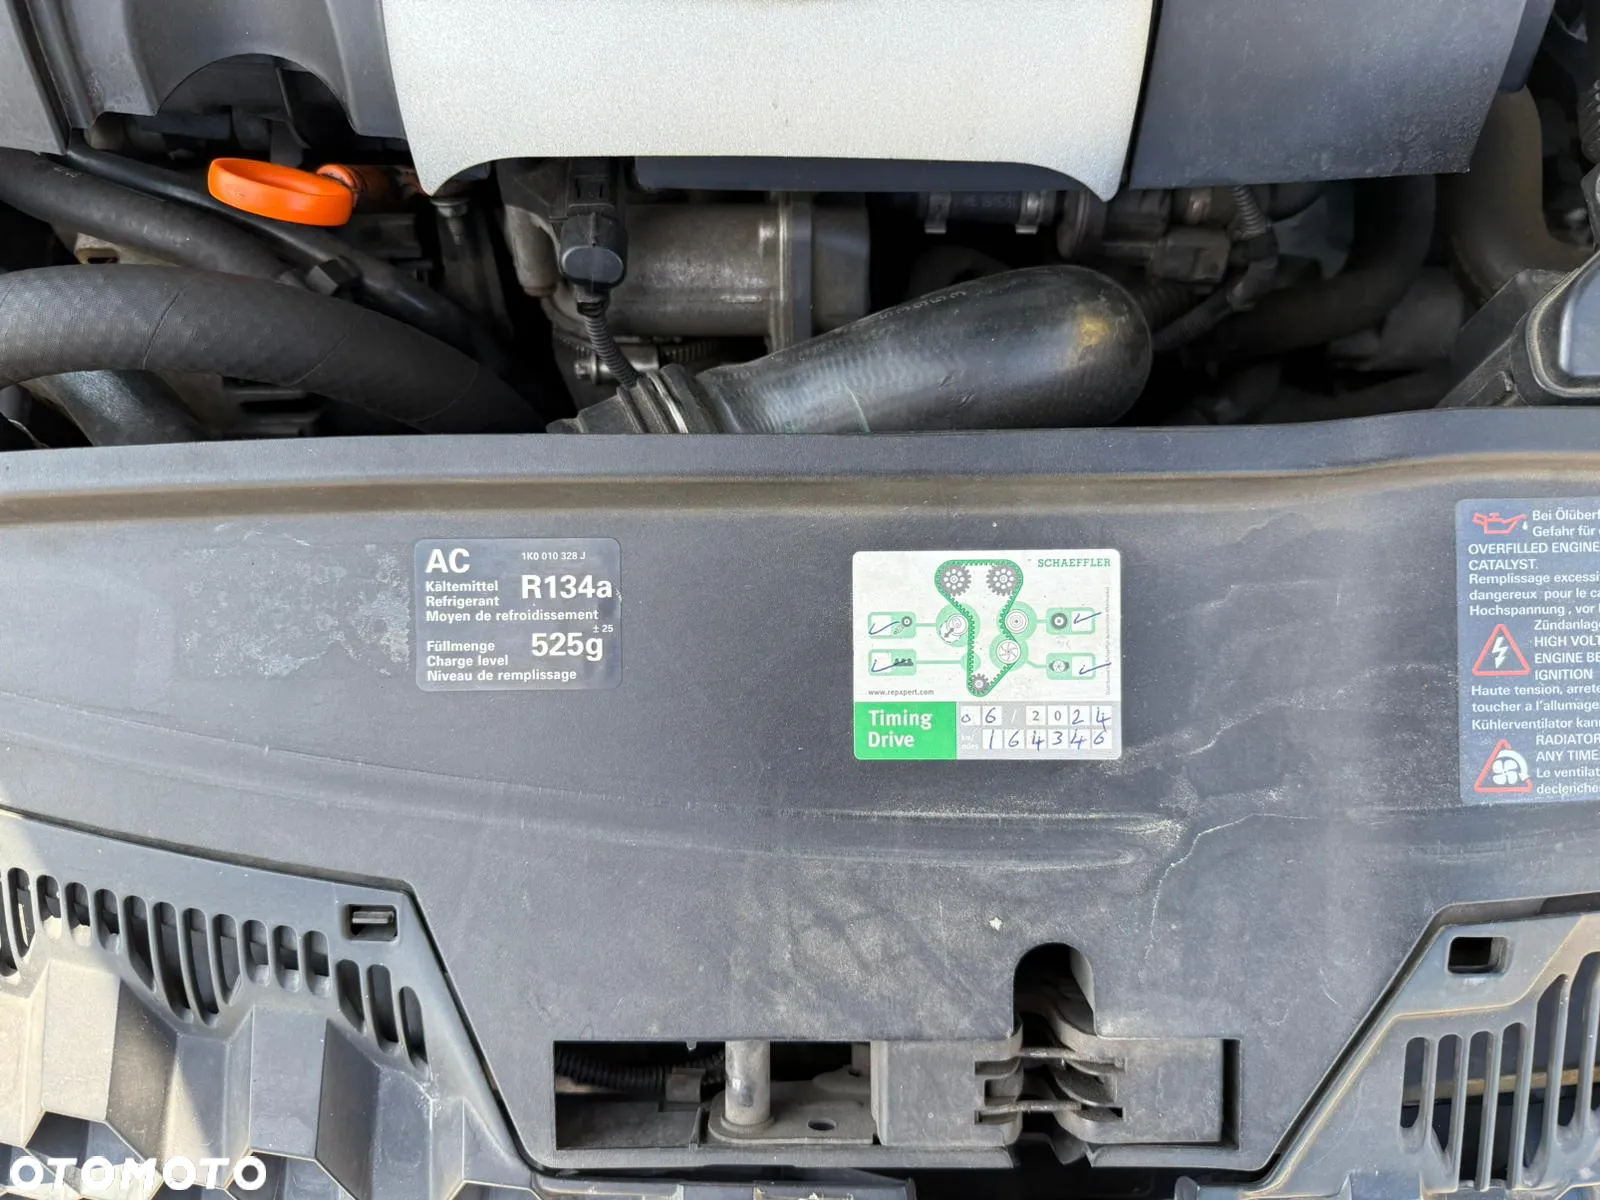 AC 1K0 010 328 J
Kältemittel R134a
Refrigerant
Moyen de refroidissement
Füllmenge 525g ± 25
Charge level
Niveau de remplissage
SCHAEFFLER
www.repxpert.com
Timing 06/2024
Drive km/miles 164346
Bei Ölüberf
Gefahr für
OVERFILLED ENGINE
CATALYST.
Remplissage excessi
dangereux pour le ca
Hochspannung, vor
Zündanlage
HIGH VOLT
ENGINE BE
IGNITION
Haute tension, arrete
toucher a l'allumage
Kühlerventilator kan
RADIATOR
ANY TIME
Le ventilat
declenche
OTOMOTO